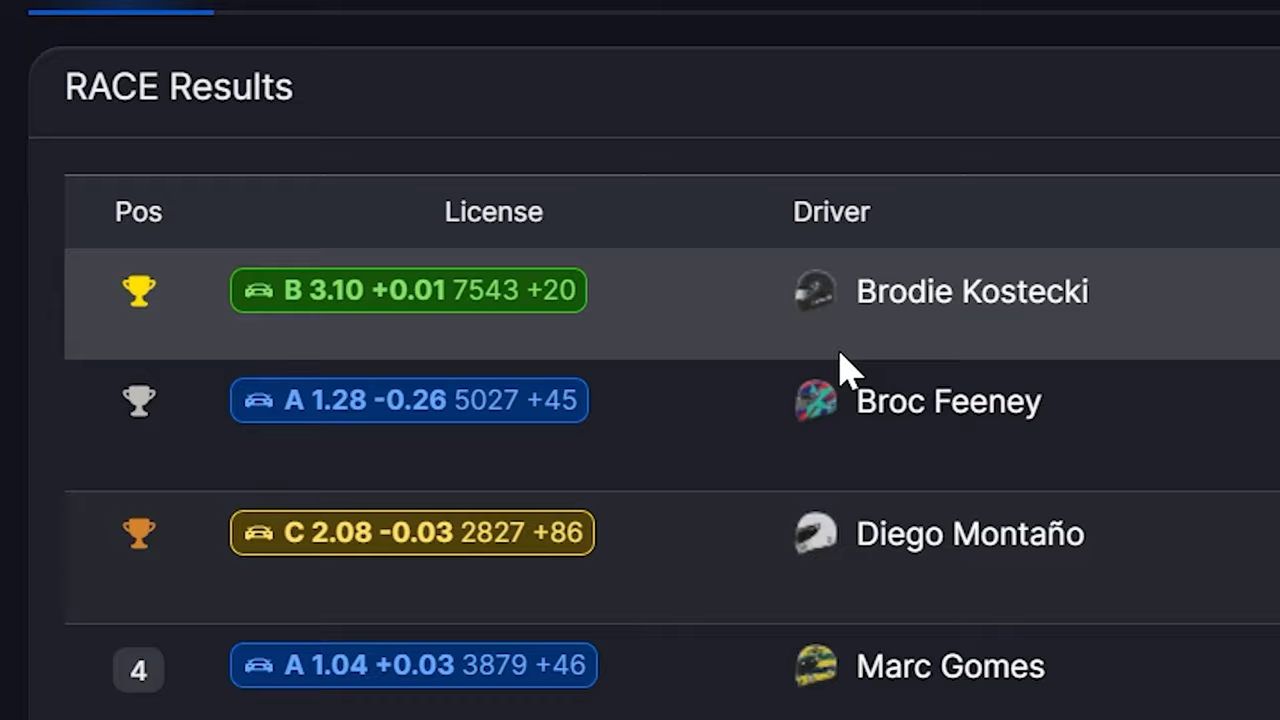 RACE Results
Pos License Driver
B 3.10 +0.01 7543 +20 Brodie Kostecki
A 1.28 -0.26 5027 +45 Broc Feeney
C 2.08 -0.03 2827 +86 Diego Montaño
4 A 1.04 +0.03 3879 +46 Marc Gomes